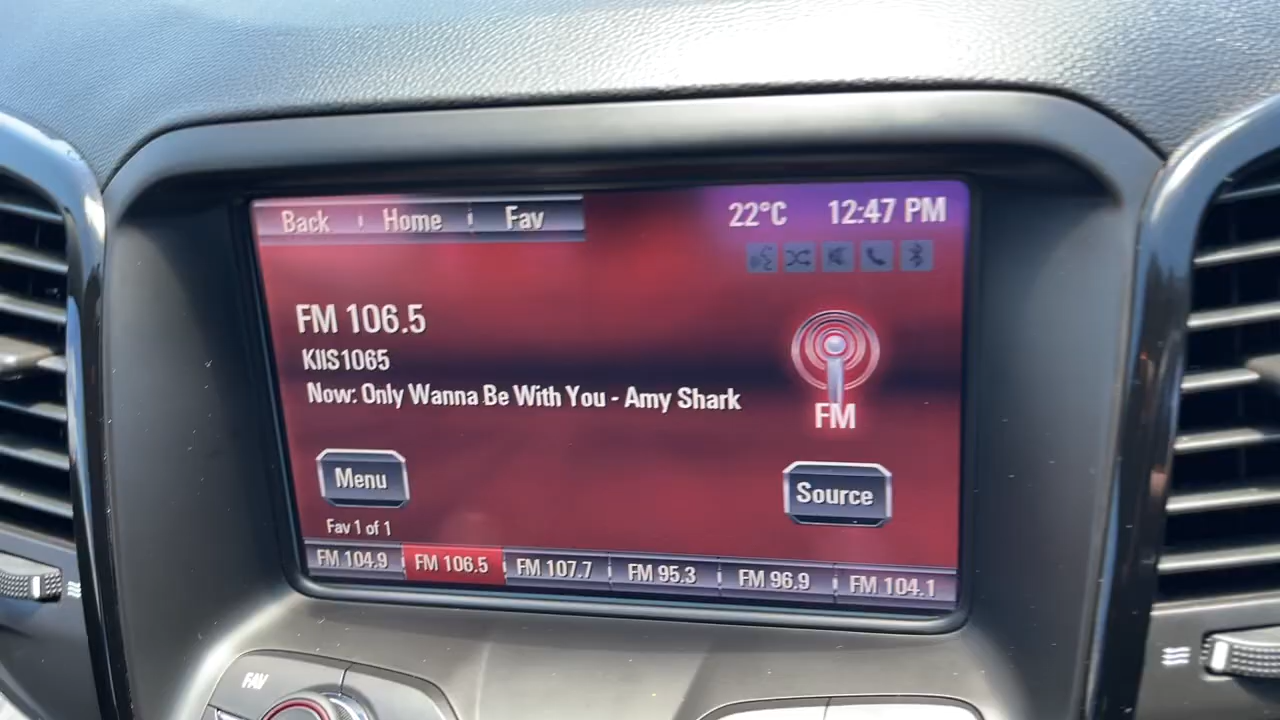 Back Home Fav 22°C 12:47 PM
FM 106.5
KIIS1065
Now: Only Wanna Be With You - Amy Shark
FM
Menu
Source
Fav 1 of 1
FM 104.9 FM 106.5 FM 107.7 FM 95.3 FM 96.9 FM 104.1
FAV